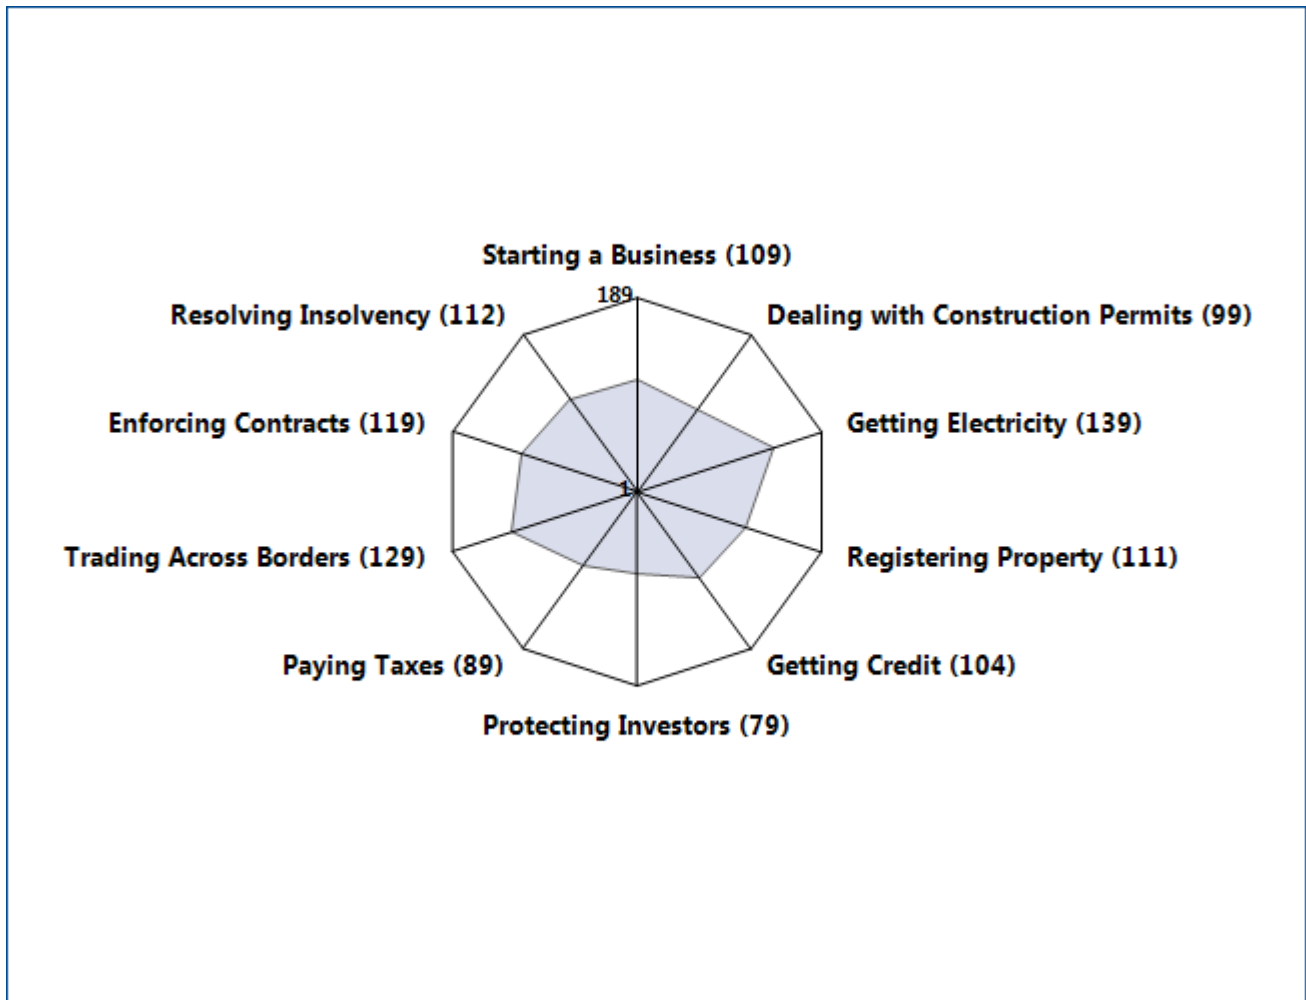 Starting a Business (109)
189
Resolving Insolvency (112)
Dealing with Construction Permits (99)
Enforcing Contracts (119)
Getting Electricity (139)
1
Trading Across Borders (129)
Registering Property (111)
Paying Taxes (89)
Getting Credit (104)
Protecting Investors (79)